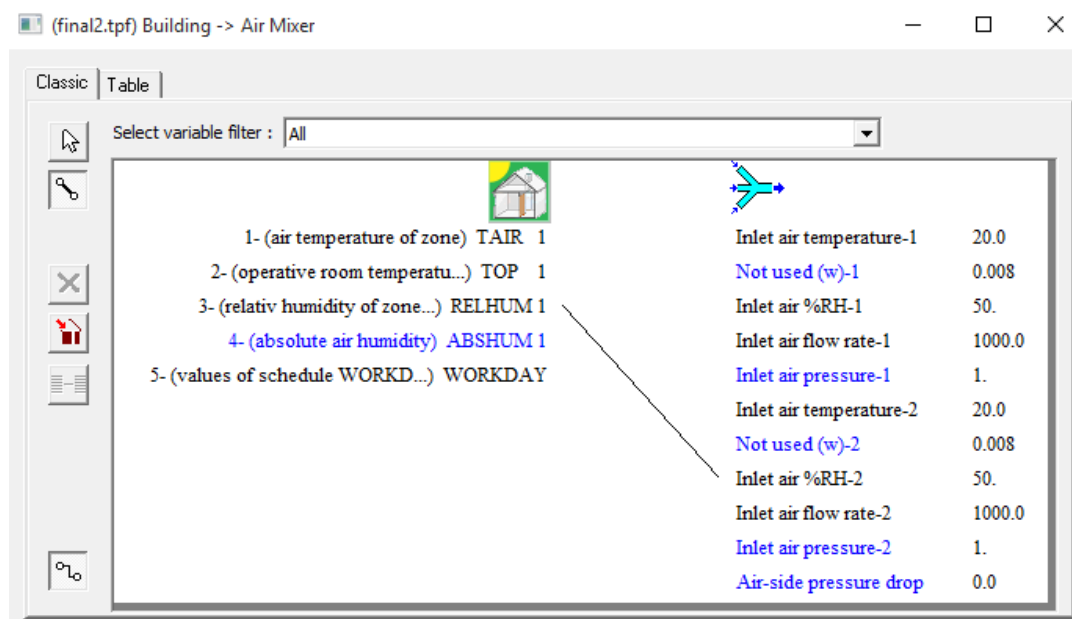 (final2.tpf) Building -> Air Mixer
Classic Table
Select variable filter : All
1- (air temperature of zone) TAIR 1 Inlet air temperature-1 20.0
2- (operative room temperatu...) TOP 1 Not used (w)-1 0.008
3- (relativ humidity of zone...) RELHUM 1 Inlet air %RH-1 50.
4- (absolute air humidity) ABSHUM 1 Inlet air flow rate-1 1000.0
5- (values of schedule WORKD...) WORKDAY Inlet air pressure-1 1.
Inlet air temperature-2 20.0
Not used (w)-2 0.008
Inlet air %RH-2 50.
Inlet air flow rate-2 1000.0
Inlet air pressure-2 1.
Air-side pressure drop 0.0